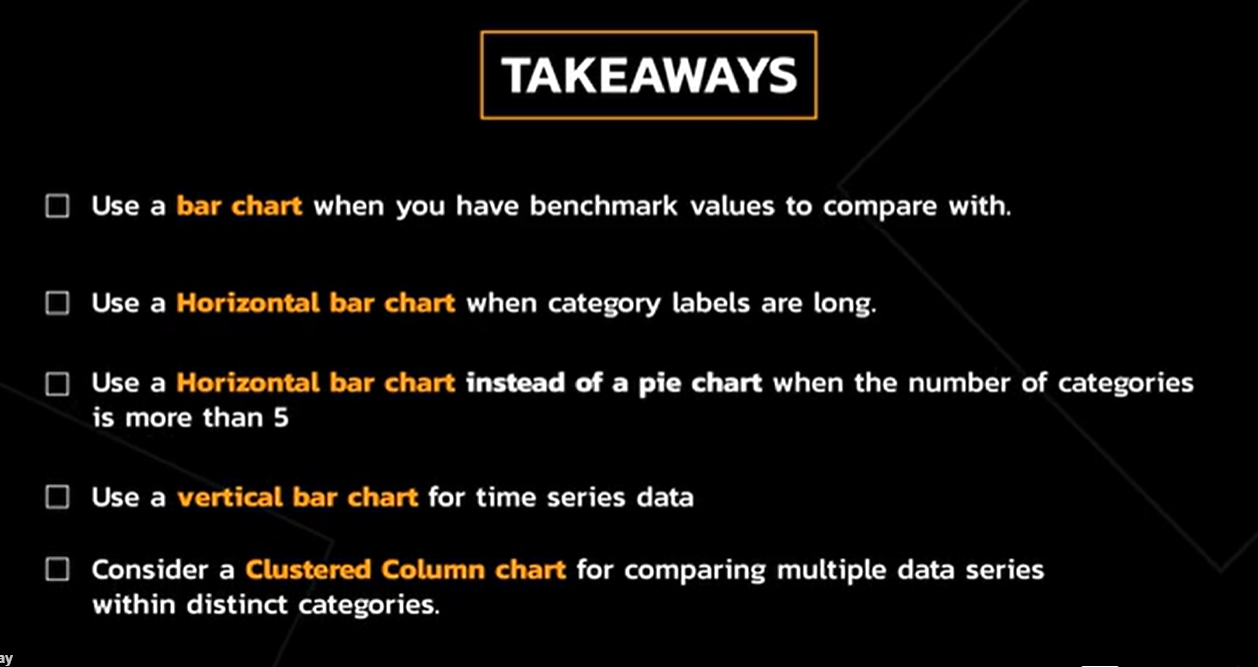 TAKEAWAYS
Use a bar chart when you have benchmark values to compare with.
Use a Horizontal bar chart when category labels are long.
Use a Horizontal bar chart instead of a pie chart when the number of categories
is more than 5
Use a vertical bar chart for time series data
Consider a Clustered Column chart for comparing multiple data series
within distinct categories.
ay